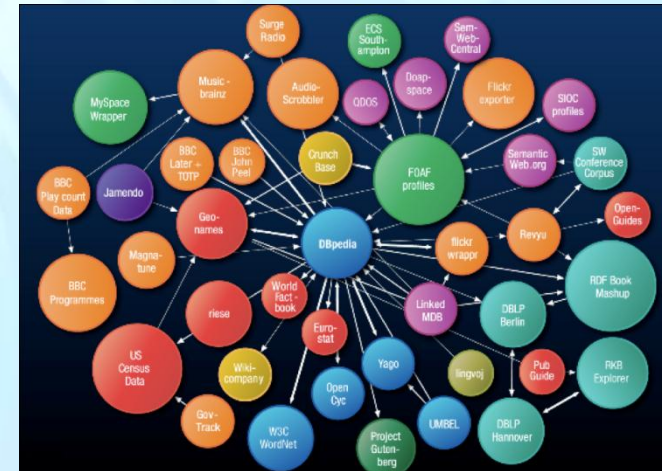 Surge
Radio
ECS
South-
ampton
Sem-
Web-
Central
Music-
brainz
Audio-
Scrobbler
Doap-
space
Flickr
exporter
MySpace
Wrapper
QDOS
SIOC
profiles
BBC
Later +
TOTP
BBC
John
Peel
Crunch
Base
FOAF
profiles
Semantic
Web.org
SW
Conference
Corpus
BBC
Play count
Data
Jamendo
Geo-
names
DBpedia
flickr
wrappr
Revyu
Open-
Guides
Magna-
tune
BBC
Programmes
riese
World
Fact-
book
Linked
MDB
RDF Book
Mashup
DBLP
Berlin
Euro-
stat
US
Census
Data
Wiki-
company
Open
Cyc
Yago
lingvoj
Pub
Guide
RKB
Explorer
Gov-
Track
W3C
WordNet
Project
Guten-
berg
UMBEL
DBLP
Hannover